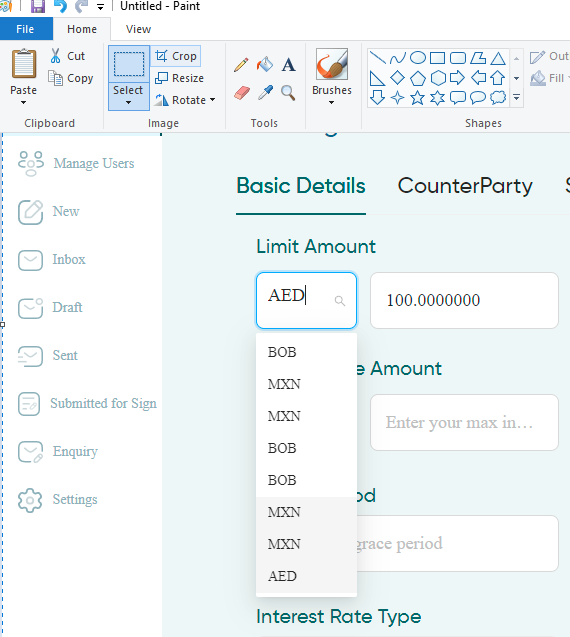 Untitled - Paint
File
Home
View
Paste
Cut
Copy
Clipboard
Select
Crop
Resize
Rotate
Image
A
Tools
Brushes
Shapes
Out
Fill
Manage Users
New
Inbox
Draft
Sent
Submitted for Sign
Enquiry
Settings
Basic Details
CounterParty
Limit Amount
AED
100.0000000
BOB
MXN
MXN
BOB
BOB
MXN
MXN
AED
e Amount
Enter your max in…
od
grace period
Interest Rate Type